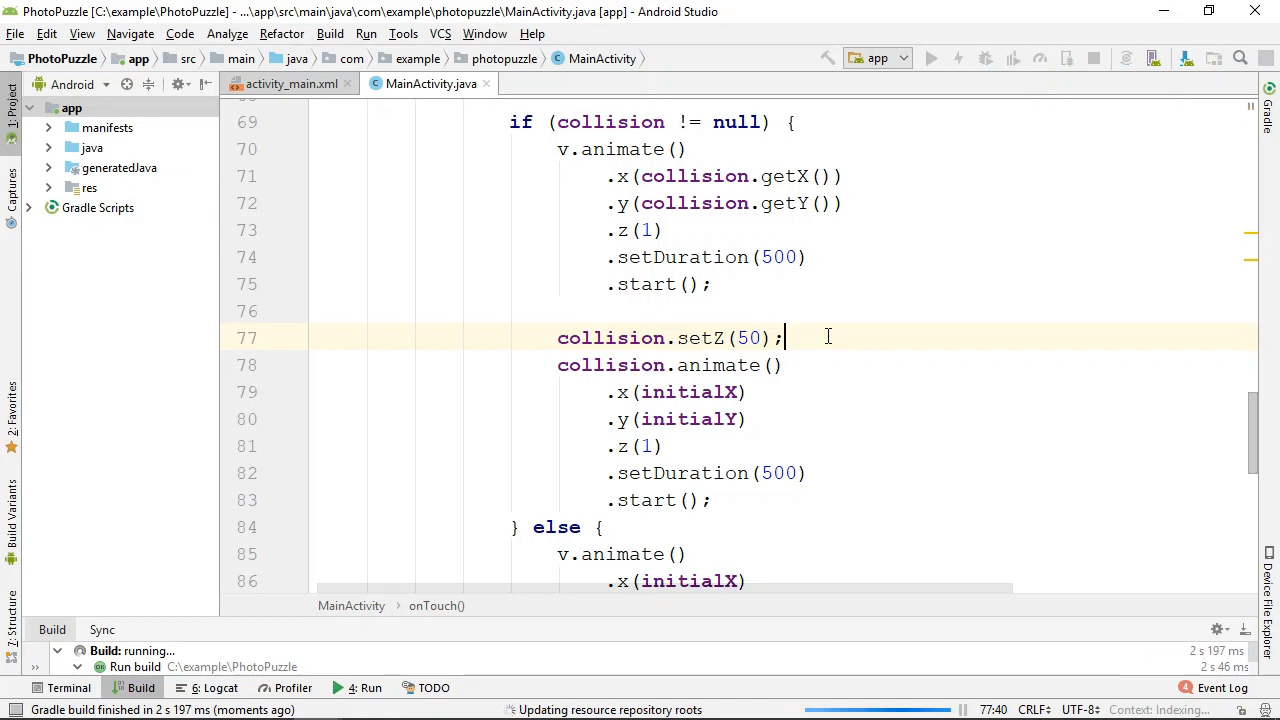 PhotoPuzzle [C:\example\PhotoPuzzle] - ...\app\src\main\java\com\example\photopuzzle\MainActivity.java [app] - Android Studio
File Edit View Navigate Code Analyze Refactor Build Run Tools VCS Window Help
PhotoPuzzle app src main java com example photopuzzle MainActivity app
1: Project
Captures
2: Favorites
Build Variants
7: Structure
Android
app
manifests
java
generatedJava
res
Gradle Scripts
activity_main.xml MainActivity.java
69 if (collision != null) {
70 v.animate()
71 .x(collision.getX())
72 .y(collision.getY())
73 .z(1)
74 .setDuration(500)
75 .start();
76
77 collision.setZ(50);
78 collision.animate()
79 .x(initialX)
80 .y(initialY)
81 .z(1)
82 .setDuration(500)
83 .start();
84 } else {
85 v.animate()
86 .x(initialX)
MainActivity onTouch()
Gradle
Device File Explorer
Build Sync
Build: running... 2 s 197 ms
Run build C:\example\PhotoPuzzle 2 s 46 ms
Terminal Build 6: Logcat Profiler 4: Run TODO 4 Event Log
Gradle build finished in 2 s 197 ms (moments ago) Updating resource repository roots 77:40 CRLF UTF-8 Context: Indexing...